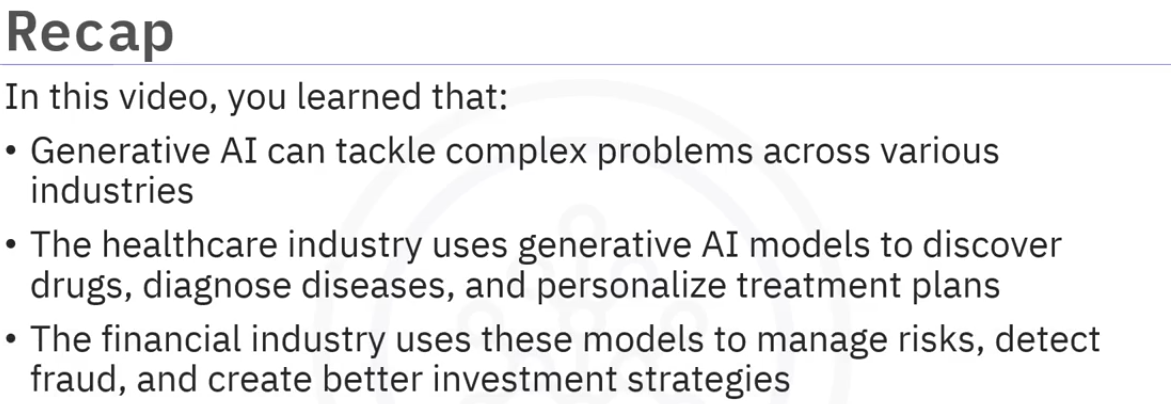 Recap
In this video, you learned that:
• Generative AI can tackle complex problems across various
industries
• The healthcare industry uses generative AI models to discover
drugs, diagnose diseases, and personalize treatment plans
• The financial industry uses these models to manage risks, detect
fraud, and create better investment strategies